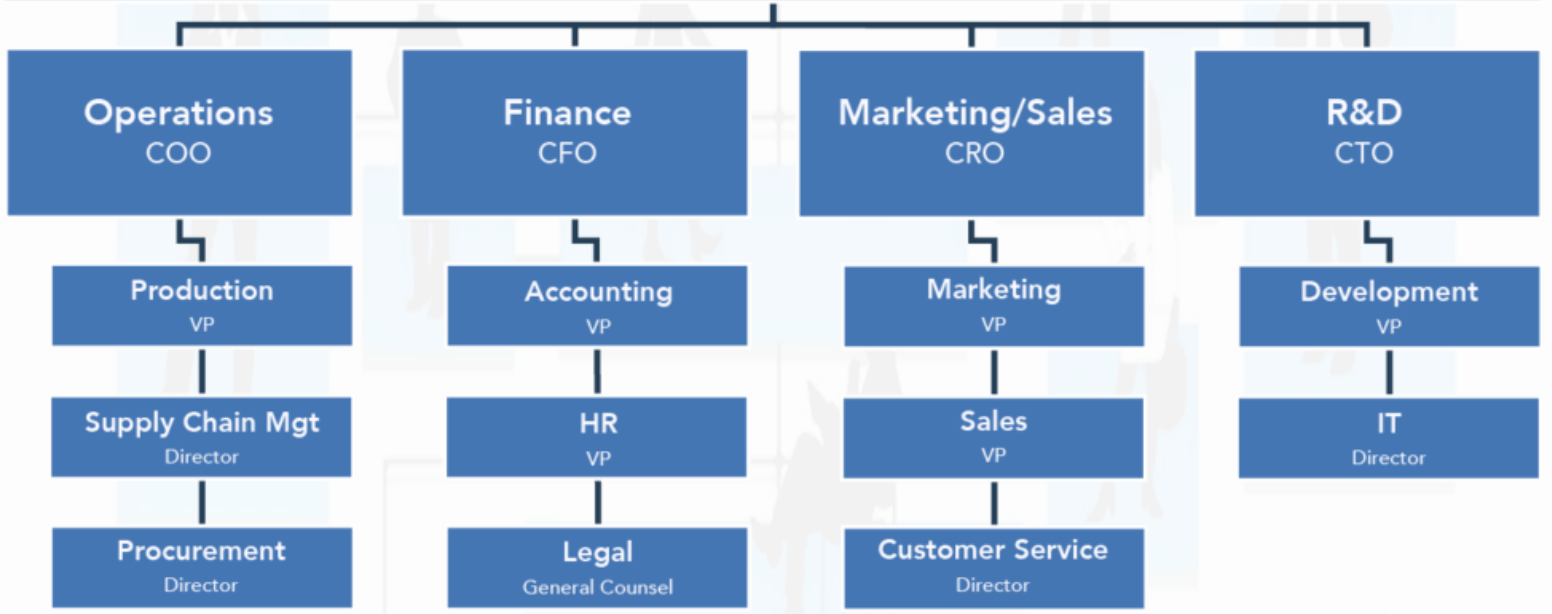 Operations
COO
Finance
CFO
Marketing/Sales
CRO
R&D
CTO
Production
VP
Accounting
VP
Marketing
VP
Development
VP
Supply Chain Mgt
Director
HR
VP
Sales
VP
IT
Director
Procurement
Director
Legal
General Counsel
Customer Service
Director